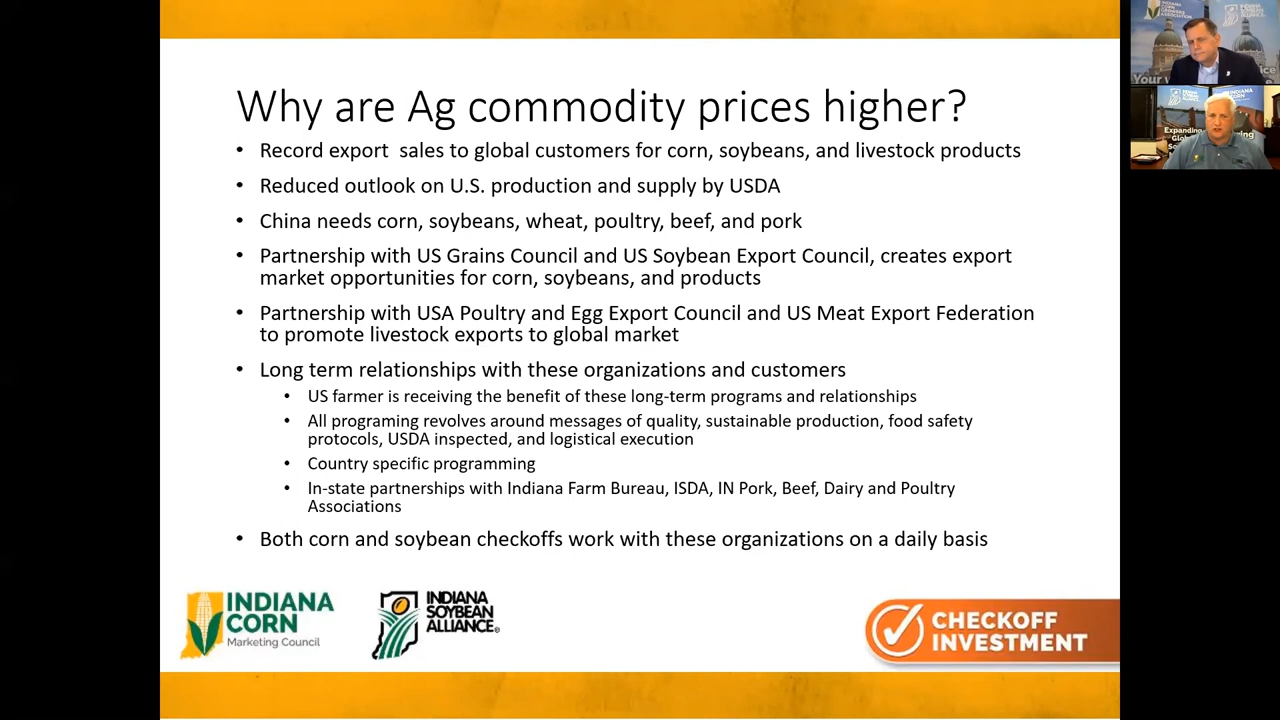 Why are Ag commodity prices higher?
• Record export sales to global customers for corn, soybeans, and livestock products
• Reduced outlook on U.S. production and supply by USDA
• China needs corn, soybeans, wheat, poultry, beef, and pork
• Partnership with US Grains Council and US Soybean Export Council, creates export
market opportunities for corn, soybeans, and products
• Partnership with USA Poultry and Egg Export Council and US Meat Export Federation
to promote livestock exports to global market
• Long term relationships with these organizations and customers
• US farmer is receiving the benefit of these long-term programs and relationships
• All programing revolves around messages of quality, sustainable production, food safety
protocols, USDA inspected, and logistical execution
• Country specific programming
• In-state partnerships with Indiana Farm Bureau, ISDA, IN Pork, Beef, Dairy and Poultry
Associations
• Both corn and soybean checkoffs work with these organizations on a daily basis
INDIANA
CORN
Marketing Council
INDIANA
SOYBEAN
ALLIANCE®
CHECKOFF
INVESTMENT
INDIANA
CORN
Expanding
Your